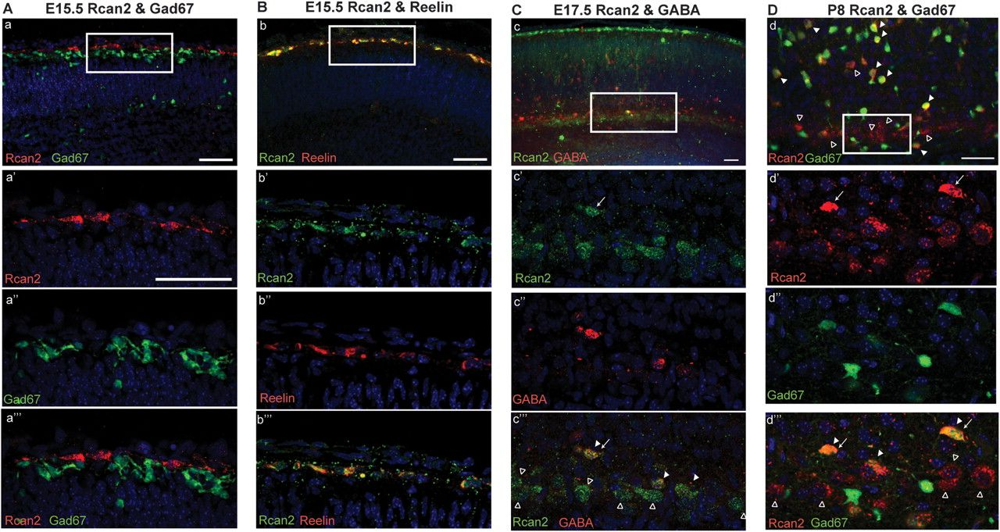 A E15.5 Rcan2 & Gad67
B E15.5 Rcan2 & Reelin
C E17.5 Rcan2 & GABA
D P8 Rcan2 & Gad67
a
Rcan2 Gad67
b
Rcan2 Reelin
c
Rcan2 GABA
d
Rcan2 Gad67
a'
Rcan2
b'
Rcan2
c'
Rcan2
d'
Rcan2
a''
Gad67
b''
Reelin
c''
GABA
d''
Gad67
a'''
Rcan2 Gad67
b'''
Rcan2 Reelin
c'''
Rcan2 GABA
d'''
Rcan2 Gad67